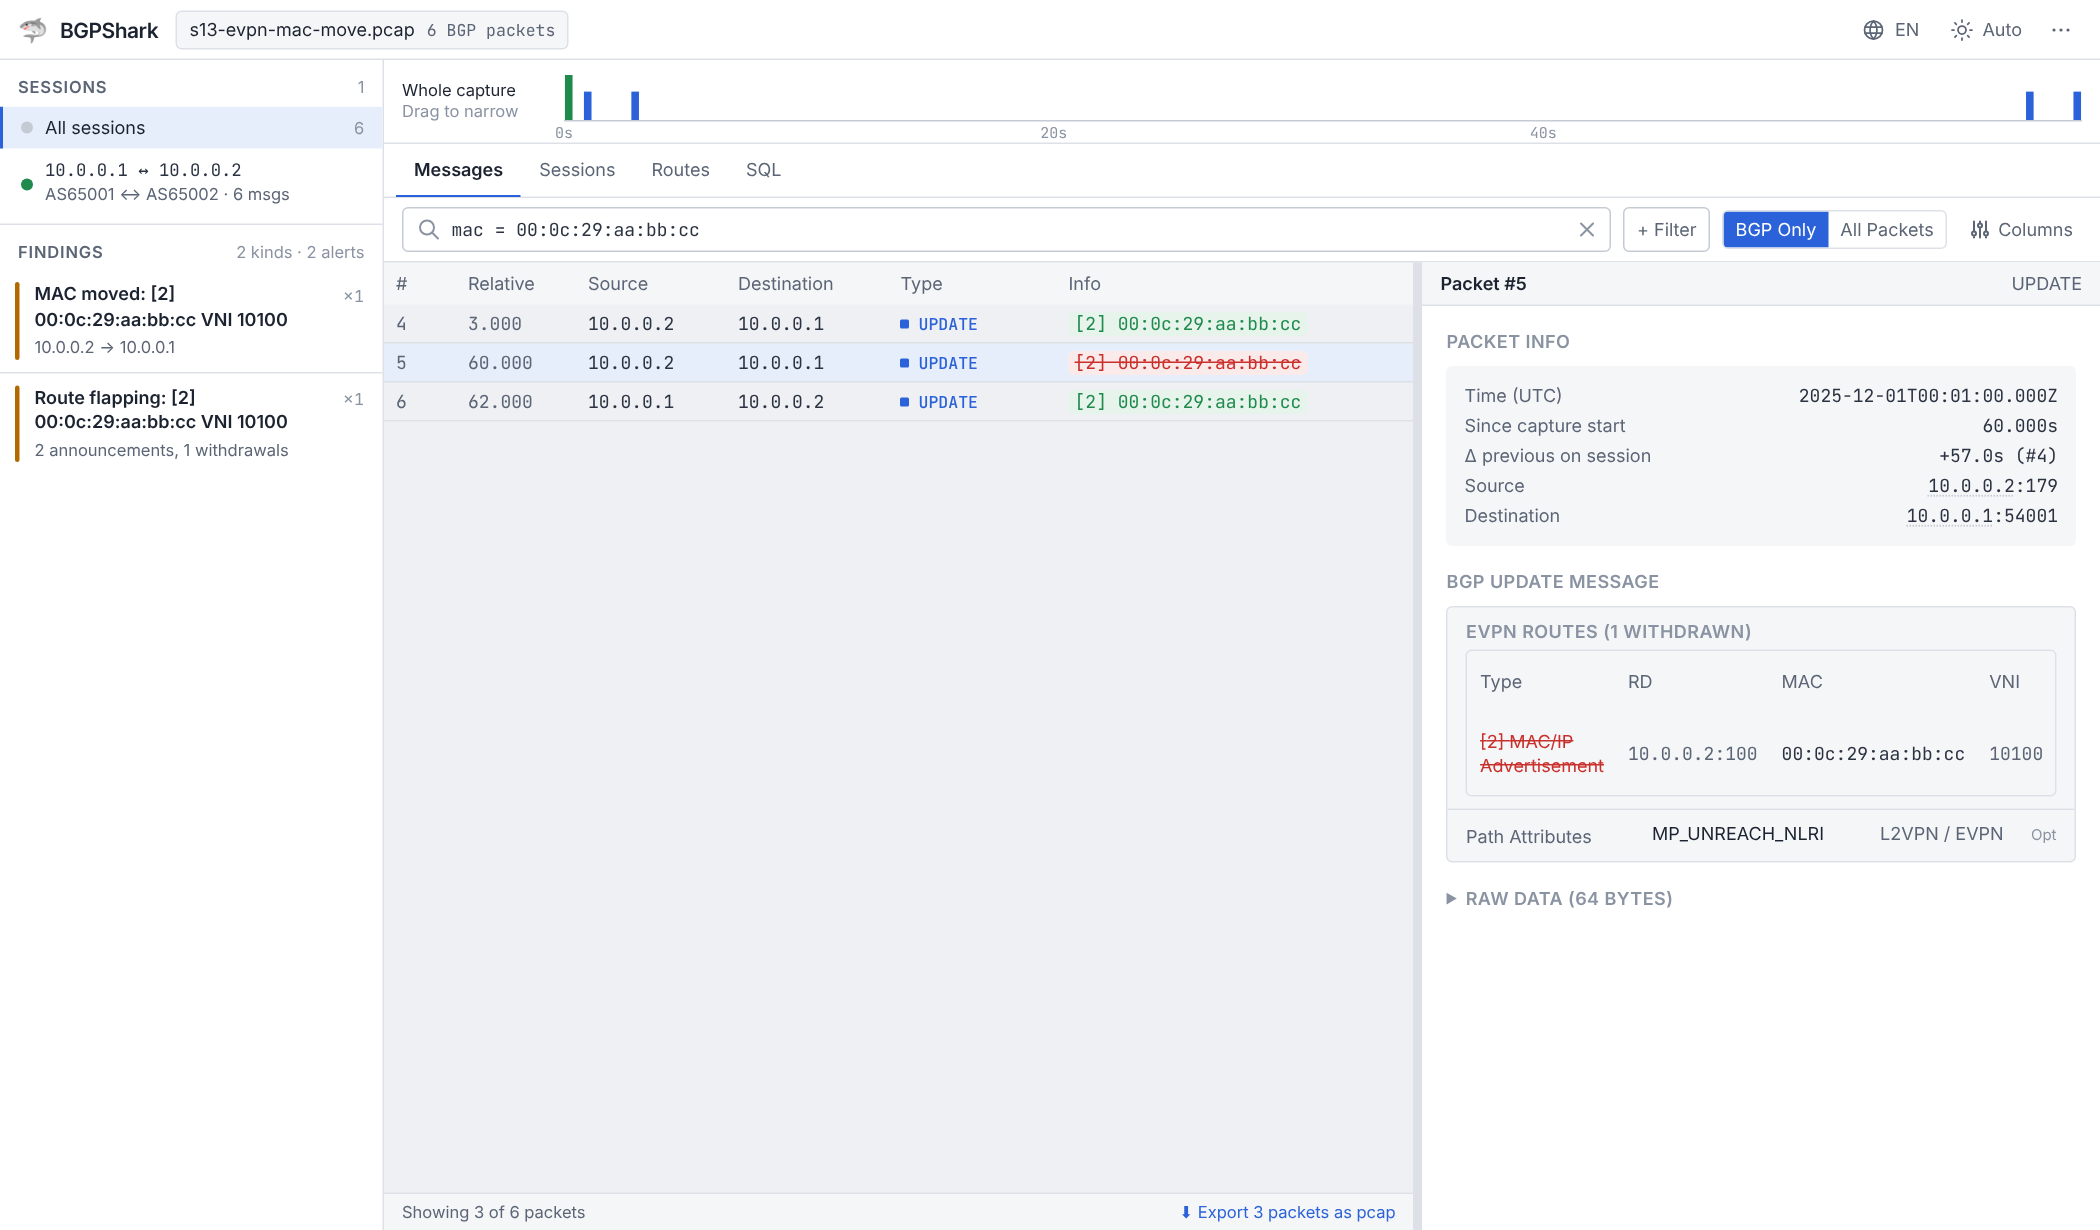 BGPShark
s13-evpn-mac-move.pcap 6 BGP packets
EN
Auto
SESSIONS 1
All sessions 6
10.0.0.1 ↔ 10.0.0.2
AS65001 ↔ AS65002 · 6 msgs
FINDINGS 2 kinds · 2 alerts
MAC moved: [2] ×1
00:0c:29:aa:bb:cc VNI 10100
10.0.0.2 → 10.0.0.1
Route flapping: [2] ×1
00:0c:29:aa:bb:cc VNI 10100
2 announcements, 1 withdrawals
Whole capture
Drag to narrow
0s 20s 40s
Messages Sessions Routes SQL
mac = 00:0c:29:aa:bb:cc
+ Filter
BGP Only All Packets
Columns
# Relative Source Destination Type Info
4 3.000 10.0.0.2 10.0.0.1 UPDATE [2] 00:0c:29:aa:bb:cc
5 60.000 10.0.0.2 10.0.0.1 UPDATE [2] 00:0c:29:aa:bb:cc
6 62.000 10.0.0.1 10.0.0.2 UPDATE [2] 00:0c:29:aa:bb:cc
Showing 3 of 6 packets
⬇ Export 3 packets as pcap
Packet #5 UPDATE
PACKET INFO
Time (UTC) 2025-12-01T00:01:00.000Z
Since capture start 60.000s
Δ previous on session +57.0s (#4)
Source 10.0.0.2:179
Destination 10.0.0.1:54001
BGP UPDATE MESSAGE
EVPN ROUTES (1 WITHDRAWN)
Type RD MAC VNI
[2] MAC/IP
Advertisement 10.0.0.2:100 00:0c:29:aa:bb:cc 10100
Path Attributes MP_UNREACH_NLRI L2VPN / EVPN Opt
▶ RAW DATA (64 BYTES)